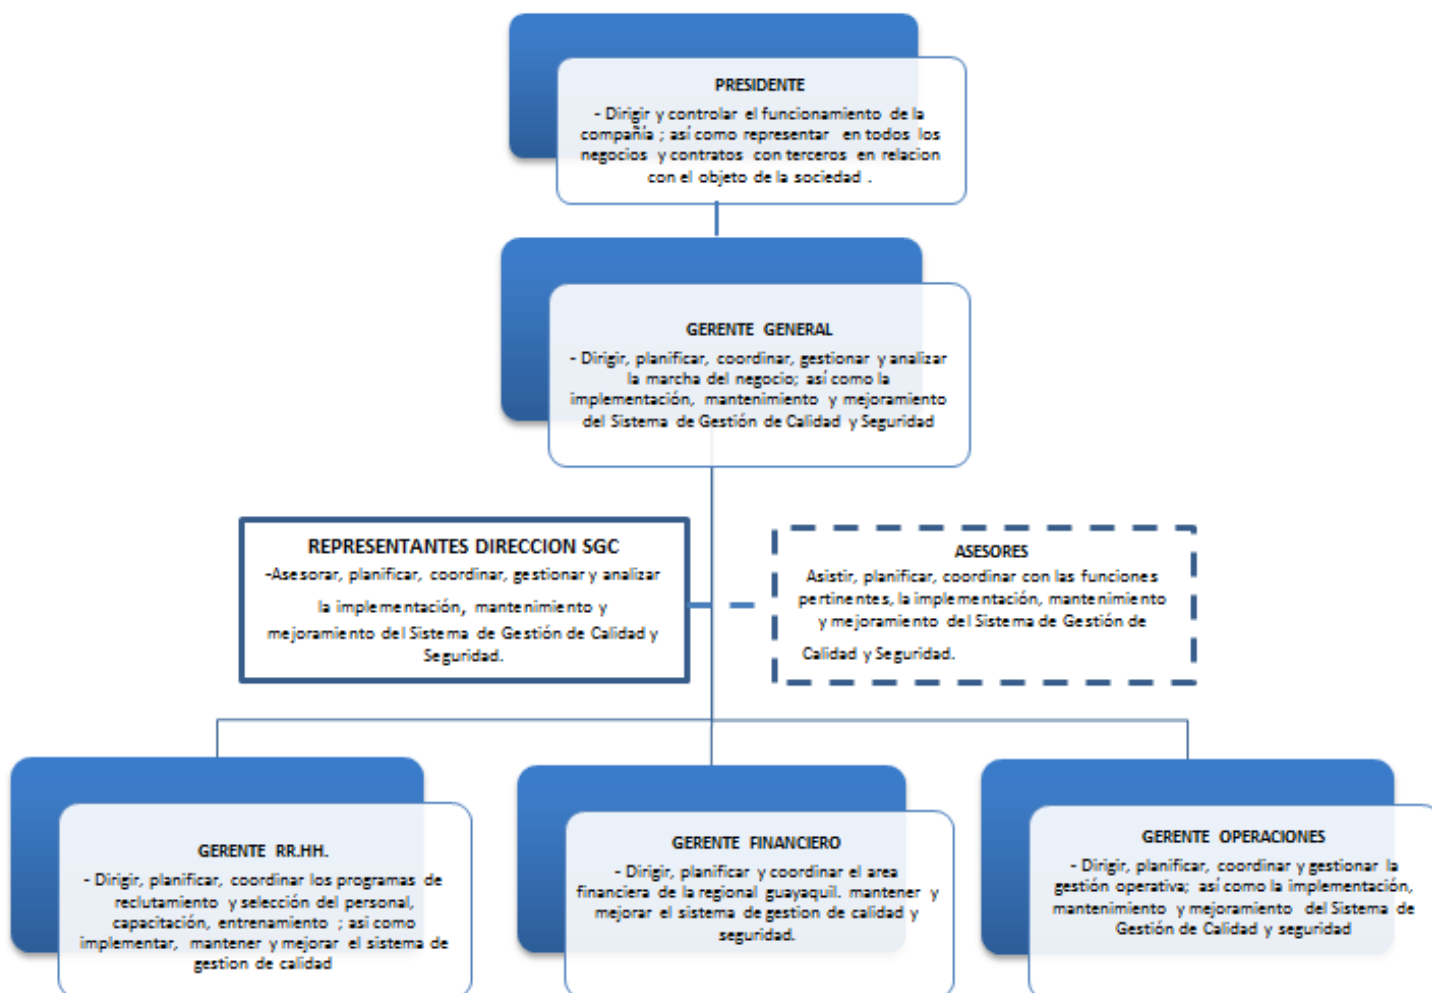 PRESIDENTE
- Dirigir y controlar el funcionamiento de la
compañía ; así como representar en todos los
negocios y contratos con terceros en relacion
con el objeto de la sociedad .
GERENTE GENERAL
- Dirigir, planificar, coordinar, gestionar y analizar
la marcha del negocio; así como la
implementación, mantenimiento y mejoramiento
del Sistema de Gestión de Calidad y Seguridad
REPRESENTANTES DIRECCION SGC
-Asesorar, planificar, coordinar, gestionar y analizar
la implementación, mantenimiento y
mejoramiento del Sistema de Gestión de Calidad y
Seguridad.
ASESORES
Asistir, planificar, coordinar con las funciones
pertinentes, la implementación, mantenimiento
y mejoramiento del Sistema de Gestión de
Calidad y Seguridad.
GERENTE RR.HH.
- Dirigir, planificar, coordinar los programas de
reclutamiento y selección del personal,
capacitación, entrenamiento ; asi como
implementar, mantener y mejorar el sistema de
gestion de calidad
GERENTE FINANCIERO
- Dirigir, planificar y coordinar el area
financiera de la regional guayaquil. mantener y
mejorar el sistema de gestion de calidad y
seguridad.
GERENTE OPERACIONES
- Dirigir, planificar, coordinar y gestionar la
gestión operativa; así como la implementación,
mantenimiento y mejoramiento del Sistema de
Gestión de Calidad y seguridad